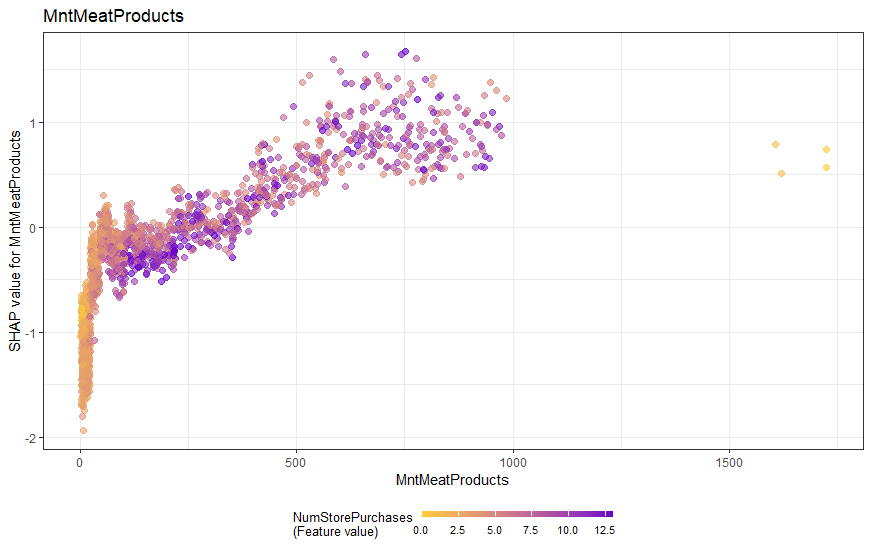 MntMeatProducts
SHAP value for MntMeatProducts
1
0
-1
-2
0 500 1000 1500
MntMeatProducts
NumStorePurchases
(Feature value)
0.0 2.5 5.0 7.5 10.0 12.5